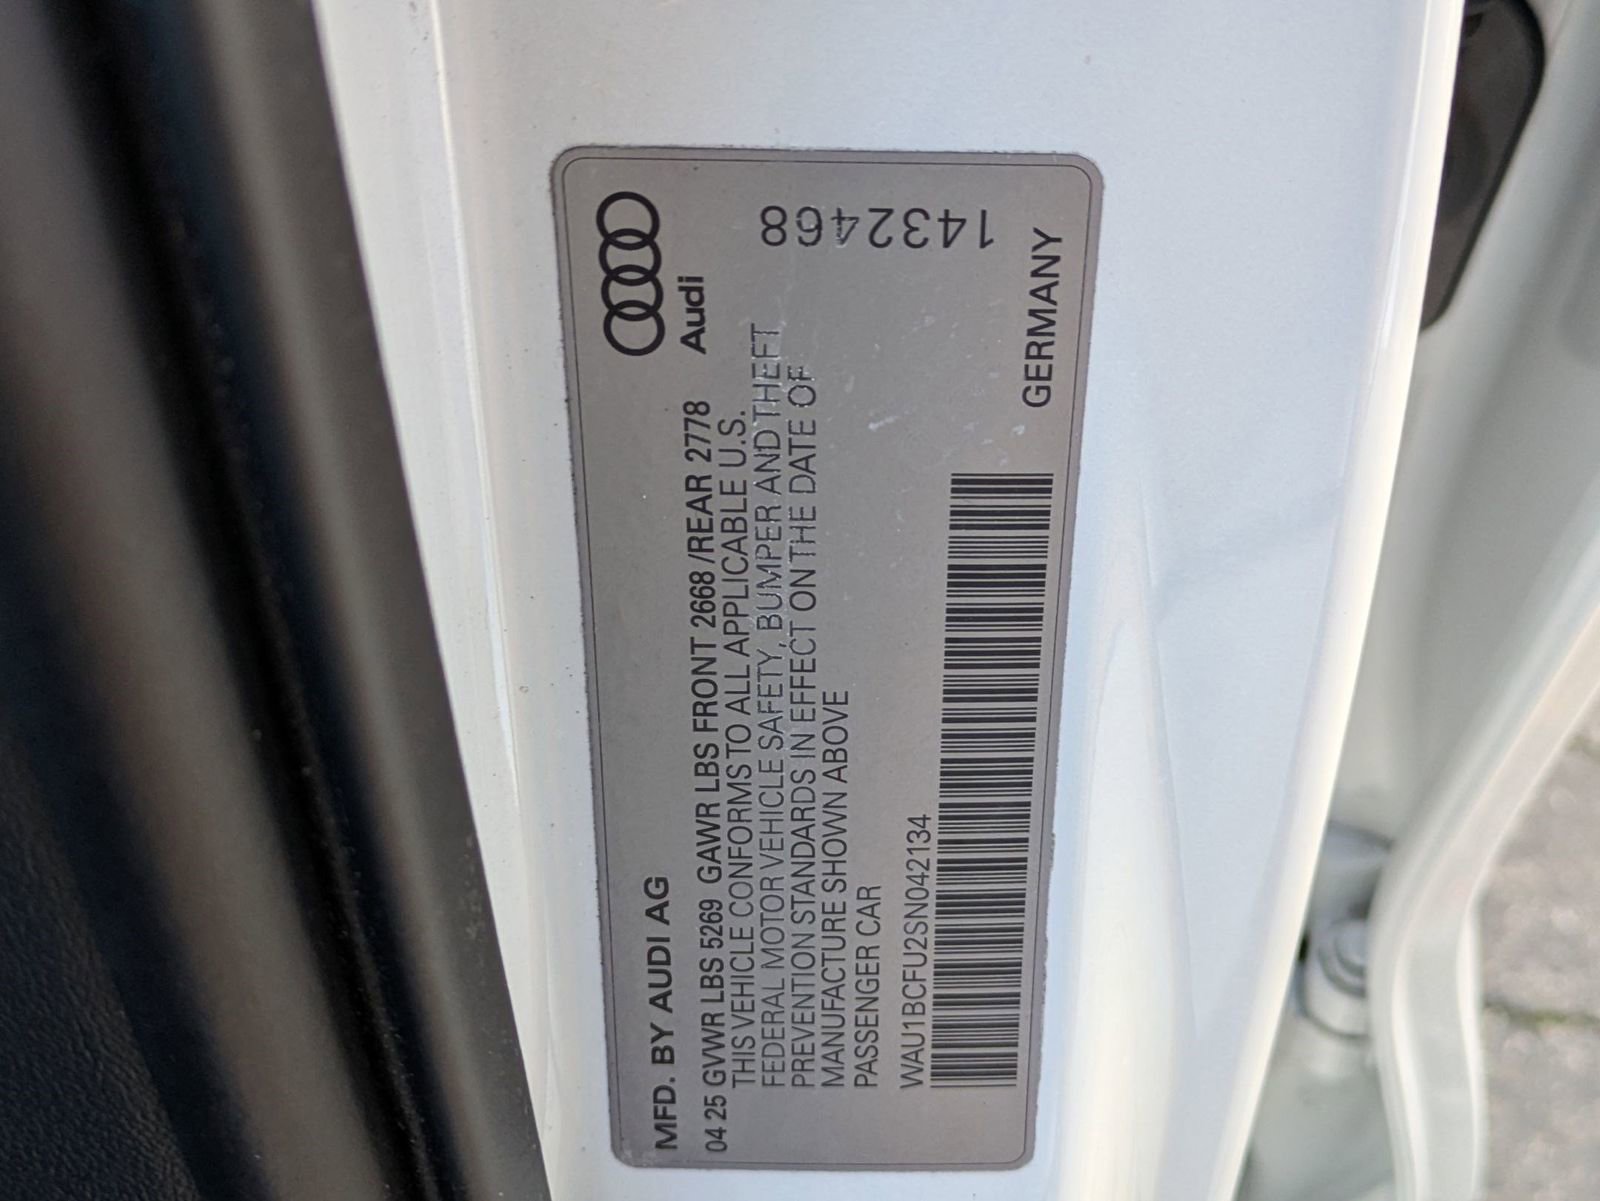 MFD. BY AUDI AG
Audi
04 25 GVWR LBS 5269 GAWR LBS FRONT 2668 /REAR 2778
THIS VEHICLE CONFORMS TO ALL APPLICABLE U.S.
FEDERAL MOTOR VEHICLE SAFETY, BUMPER AND THEFT
PREVENTION STANDARDS IN EFFECT ON THE DATE OF
MANUFACTURE SHOWN ABOVE
PASSENGER CAR
WAU1BCFU2SN042134
GERMANY
1432468